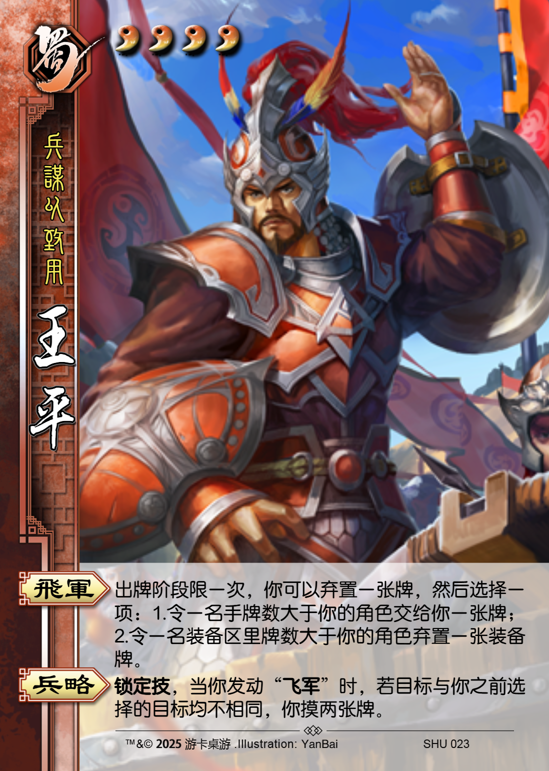 蜀
兵謀以致用
王平
飛軍
出牌阶段限一次，你可以弃置一张牌，然后选择一
项：1.令一名手牌数大于你的角色交给你一张牌；
2.令一名装备区里牌数大于你的角色弃置一张装备
牌。
兵略
锁定技，当你发动“飞军”时，若目标与你之前选
择的目标均不相同，你摸两张牌。
™&© 2025 游卡桌游 .Illustration: YanBai
SHU 023